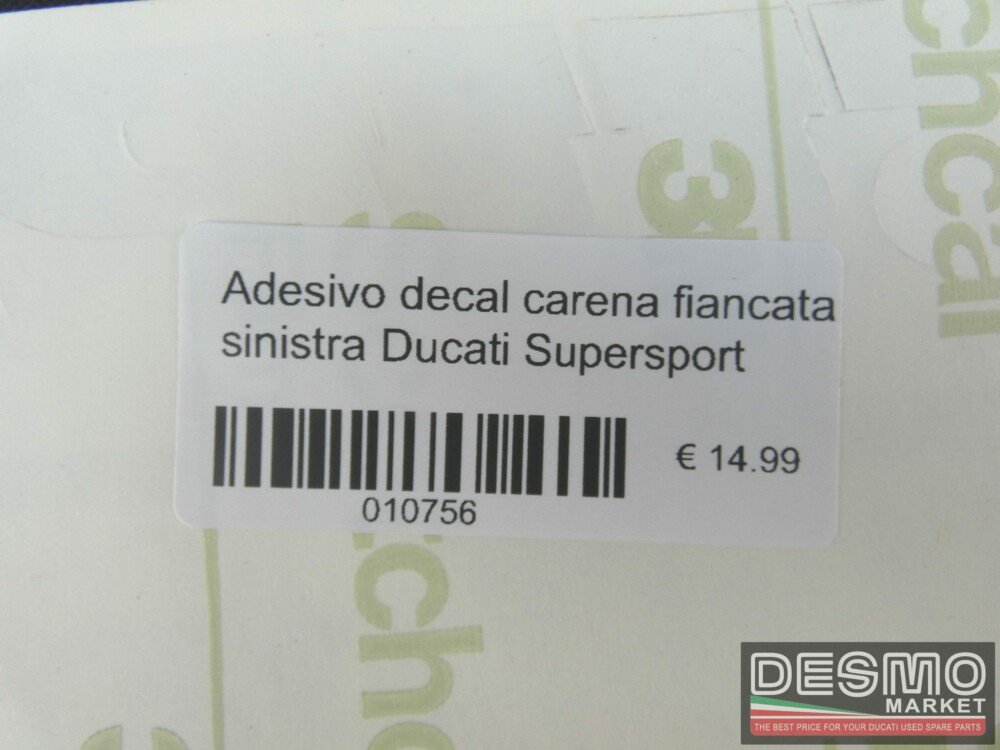 Adesivo decal carena fiancata
sinistra Ducati Supersport
€ 14.99
010756
DESMO
MARKET
THE BEST PRICE FOR YOUR DUCATI USED SPARE PARTS